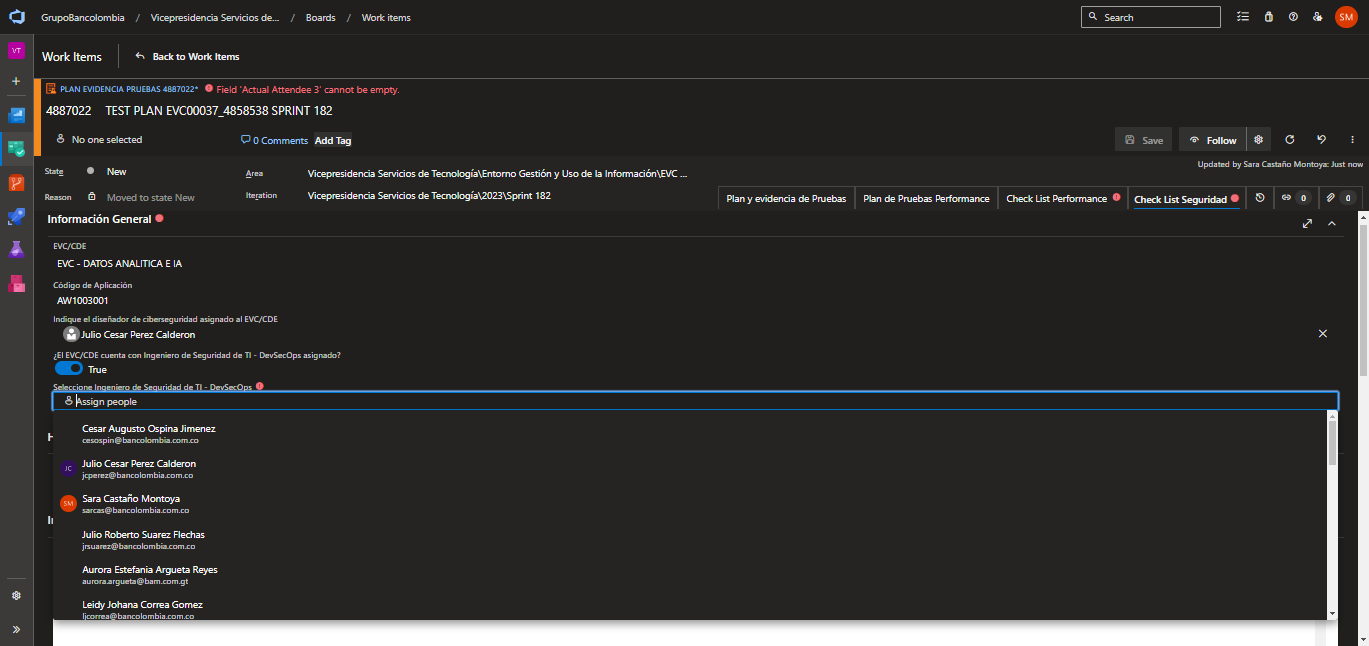 GrupoBancolombia / Vicepresidencia Servicios de... / Boards / Work items
Search
SM
VT
Work Items
Back to Work Items
PLAN EVIDENCIA PRUEBAS 4887022* Field 'Actual Attendee 3' cannot be empty.
4887022 TEST PLAN EVC00037_4858538 SPRINT 182
No one selected
0 Comments
Add Tag
Save
Follow
Updated by Sara Castaño Montoya: Just now
State New
Area Vicepresidencia Servicios de Tecnología\Entorno Gestión y Uso de la Información\EVC ...
Reason Moved to state New
Iteration Vicepresidencia Servicios de Tecnología\2023\Sprint 182
Plan y evidencia de Pruebas
Plan de Pruebas Performance
Check List Performance
Check List Seguridad
0
0
Información General
EVC/CDE
EVC - DATOS ANALITICA E IA
Código de Aplicación
AW1003001
Indique el diseñador de ciberseguridad asignado al EVC/CDE
Julio Cesar Perez Calderon
¿El EVC/CDE cuenta con Ingeniero de Seguridad de TI - DevSecOps asignado?
True
Seleccione Ingeniero de Seguridad de TI - DevSecOps
Assign people
Cesar Augusto Ospina Jimenez
cesospin@bancolombia.com.co
JC
Julio Cesar Perez Calderon
jcperez@bancolombia.com.co
SM
Sara Castaño Montoya
sarcas@bancolombia.com.co
Julio Roberto Suarez Flechas
jrsuarez@bancolombia.com.co
Aurora Estefania Argueta Reyes
aurora.argueta@bam.com.gt
Leidy Johana Correa Gomez
ljcorrea@bancolombia.com.co